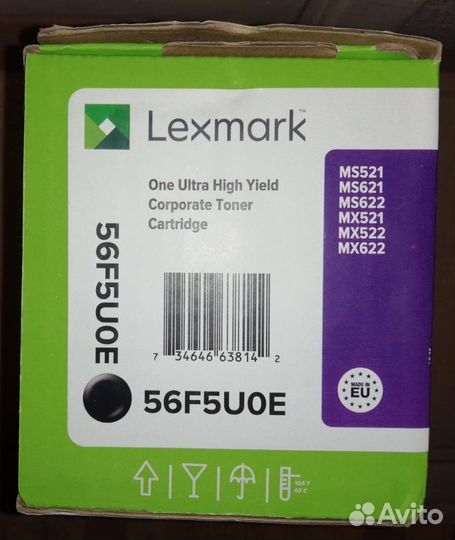 Lexmark™
One Ultra High Yield
Corporate Toner
Cartridge
MS521
MS621
MS622
MX521
MX522
MX622
56F5U0E
7 34646 63814 2
56F5U0E
MADE IN
EU
104°F
40°C
Avito